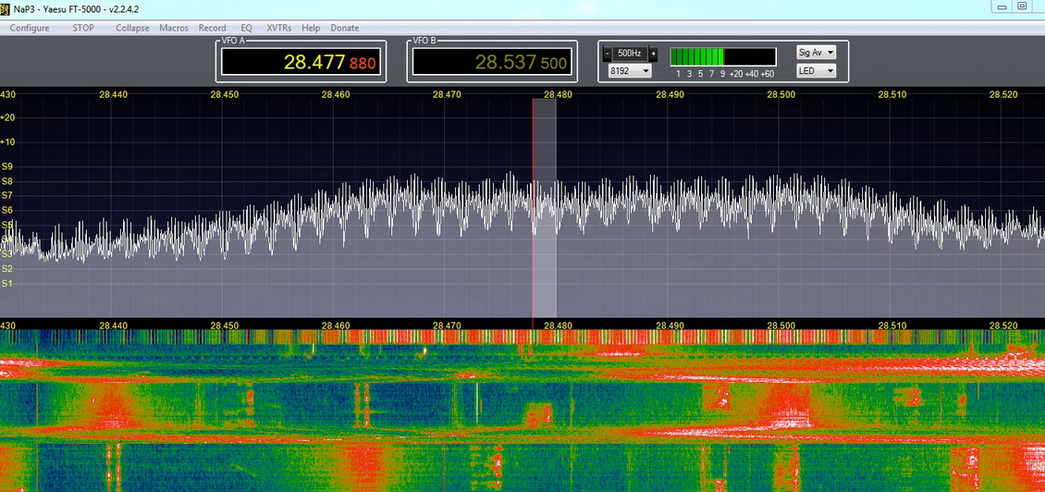 NaP3 - Yaesu FT-5000 - v2.2.4.2
Configure STOP Collapse Macros Record EQ XVTRs Help Donate
VFO A VFO B
28.477 880 28.537 500
- 500Hz + Sig Av
8192 LED
1 3 5 7 9 +20 +40 +60
430 28.440 28.450 28.460 28.470 28.480 28.490 28.500 28.510 28.520
+20
+10
S9
S8
S7
S6
S5
S3
S2
S1
430 28.440 28.450 28.460 28.470 28.480 28.490 28.500 28.510 28.520